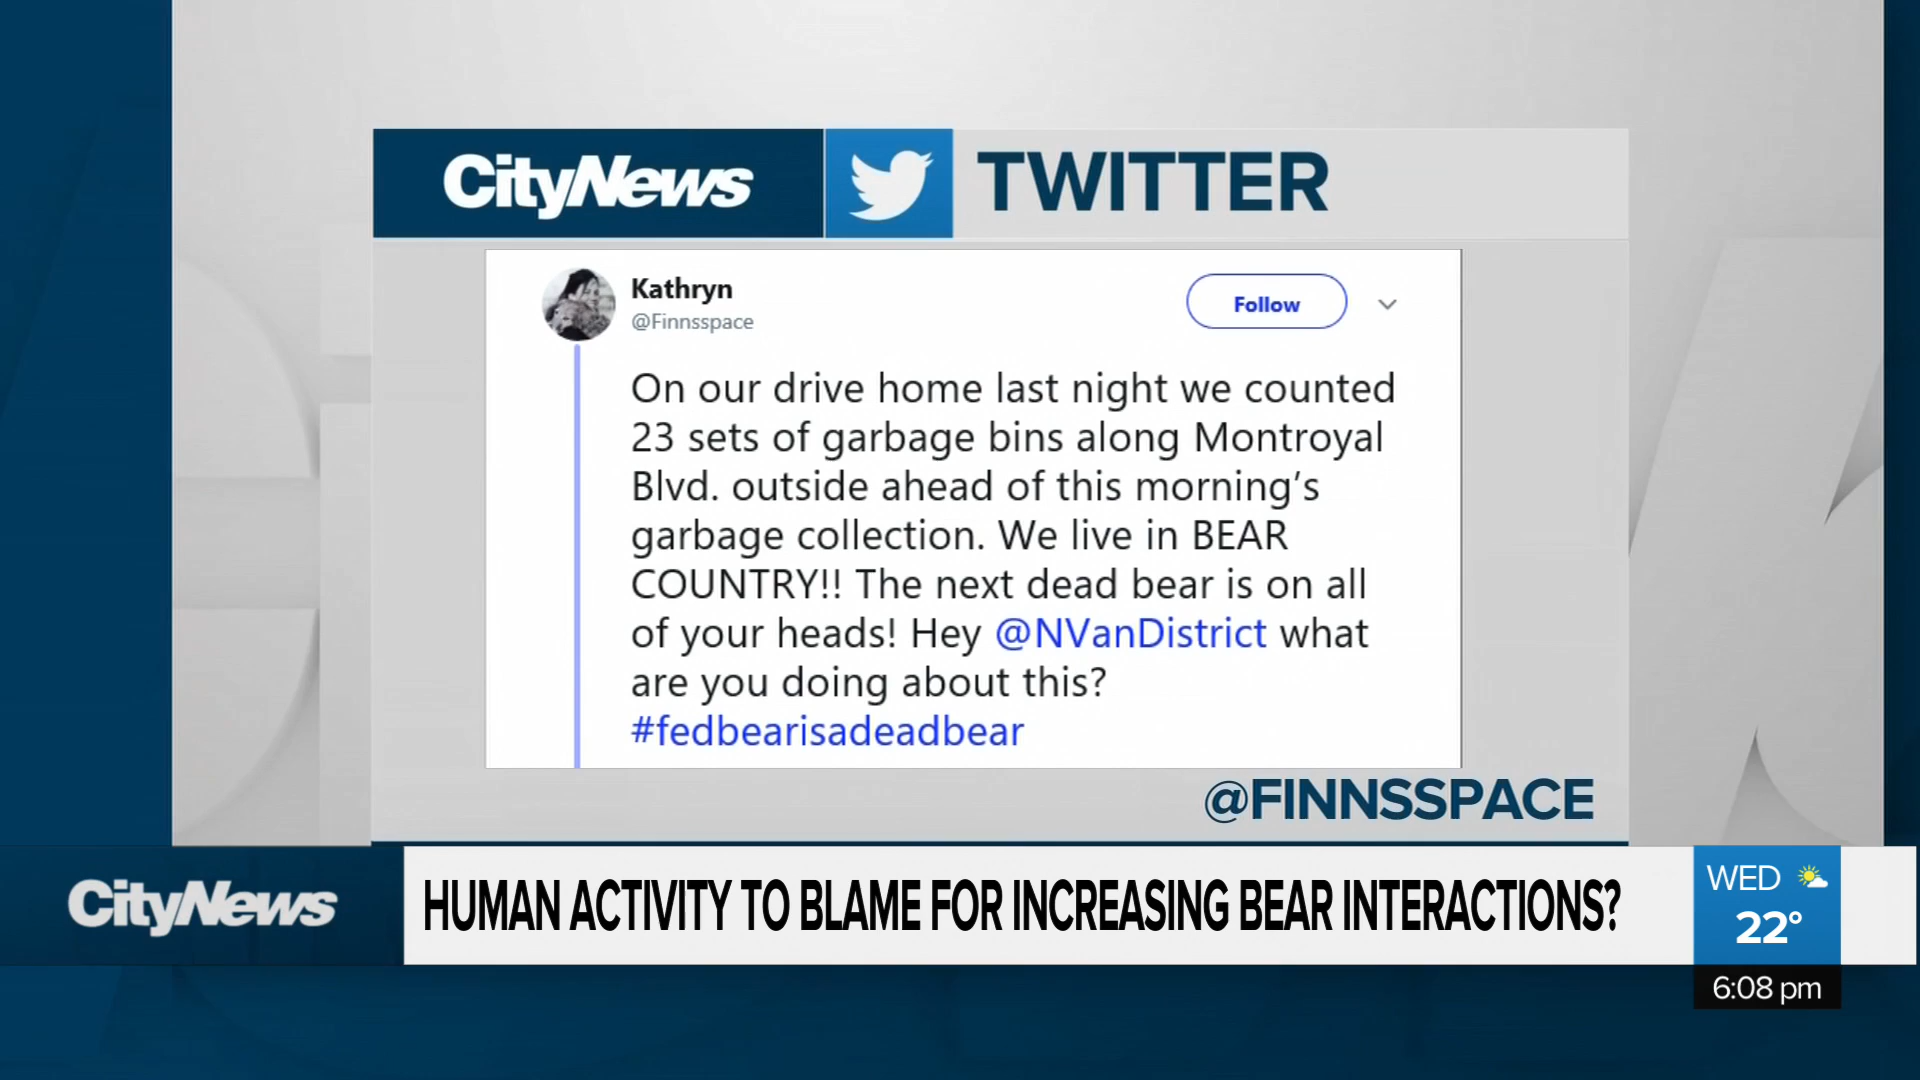 CityNews TWITTER
Kathryn
@Finnsspace
Follow
On our drive home last night we counted
23 sets of garbage bins along Montroyal
Blvd. outside ahead of this morning’s
garbage collection. We live in BEAR
COUNTRY!! The next dead bear is on all
of your heads! Hey @NVanDistrict what
are you doing about this?
#fedbearisadeadbear
@FINNSSPACE
CityNews
HUMAN ACTIVITY TO BLAME FOR INCREASING BEAR INTERACTIONS?
WED
22°
6:08 pm